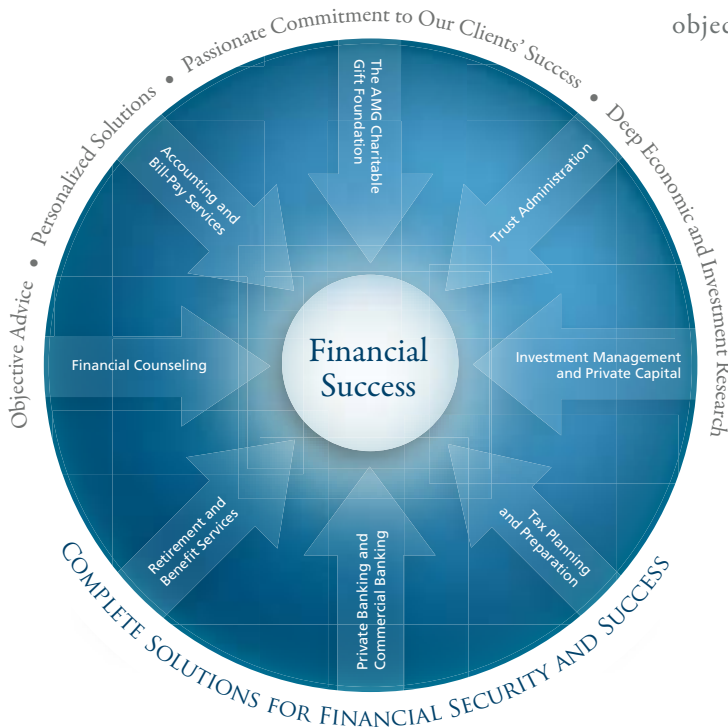 Objective Advice • Personalized Solutions • Passionate Commitment to Our Clients' Success • Deep Economic and Investment Research
objec
The AMG Charitable
Gift Foundation
Trust Administration
Investment Management
and Private Capital
Tax Planning
and Preparation
Private Banking and
Commercial Banking
Retirement and
Benefit Services
Financial Counseling
Accounting and
Bill-Pay Services
Financial
Success
COMPLETE SOLUTIONS FOR FINANCIAL SECURITY AND SUCCESS